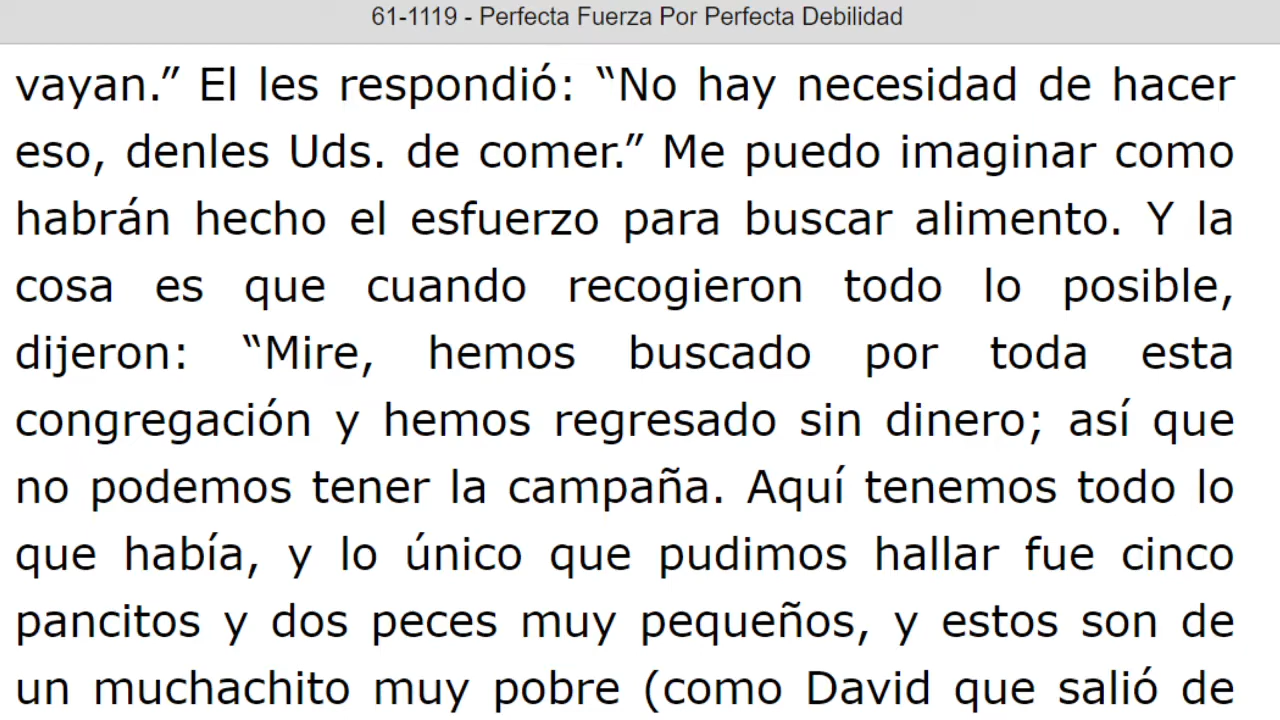 61-1119 - Perfecta Fuerza Por Perfecta Debilidad
vayan.” El les respondió: “No hay necesidad de hacer
eso, denles Uds. de comer.” Me puedo imaginar como
habrán hecho el esfuerzo para buscar alimento. Y la
cosa es que cuando recogieron todo lo posible,
dijeron: “Mire, hemos buscado por toda esta
congregación y hemos regresado sin dinero; así que
no podemos tener la campaña. Aquí tenemos todo lo
que había, y lo único que pudimos hallar fue cinco
pancitos y dos peces muy pequeños, y estos son de
un muchachito muy pobre (como David que salió de